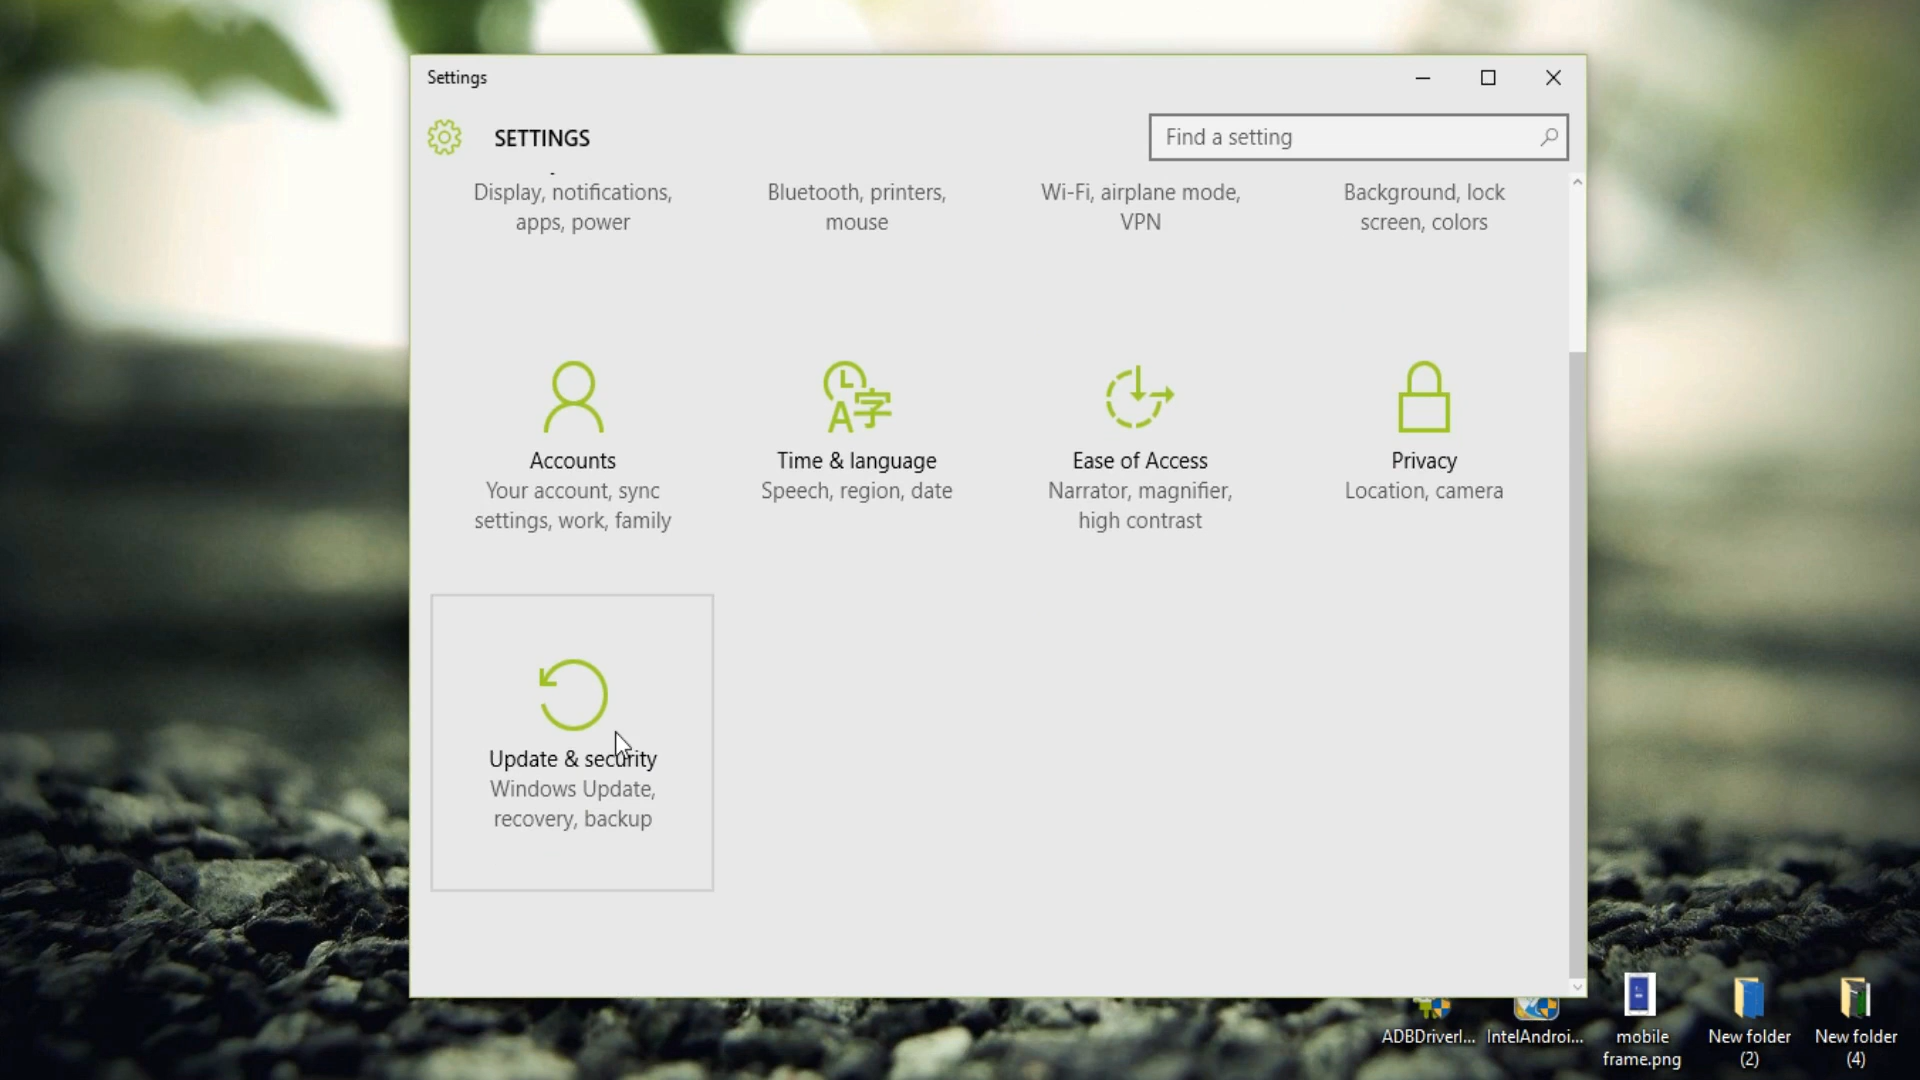 Settings
SETTINGS
Find a setting
Display, notifications,
apps, power
Bluetooth, printers,
mouse
Wi-Fi, airplane mode,
VPN
Background, lock
screen, colors
Accounts
Your account, sync
settings, work, family
Time & language
Speech, region, date
Ease of Access
Narrator, magnifier,
high contrast
Privacy
Location, camera
Update & security
Windows Update,
recovery, backup
ADBDriverI...
IntelAndroi...
mobile
frame.png
New folder
(2)
New folder
(4)